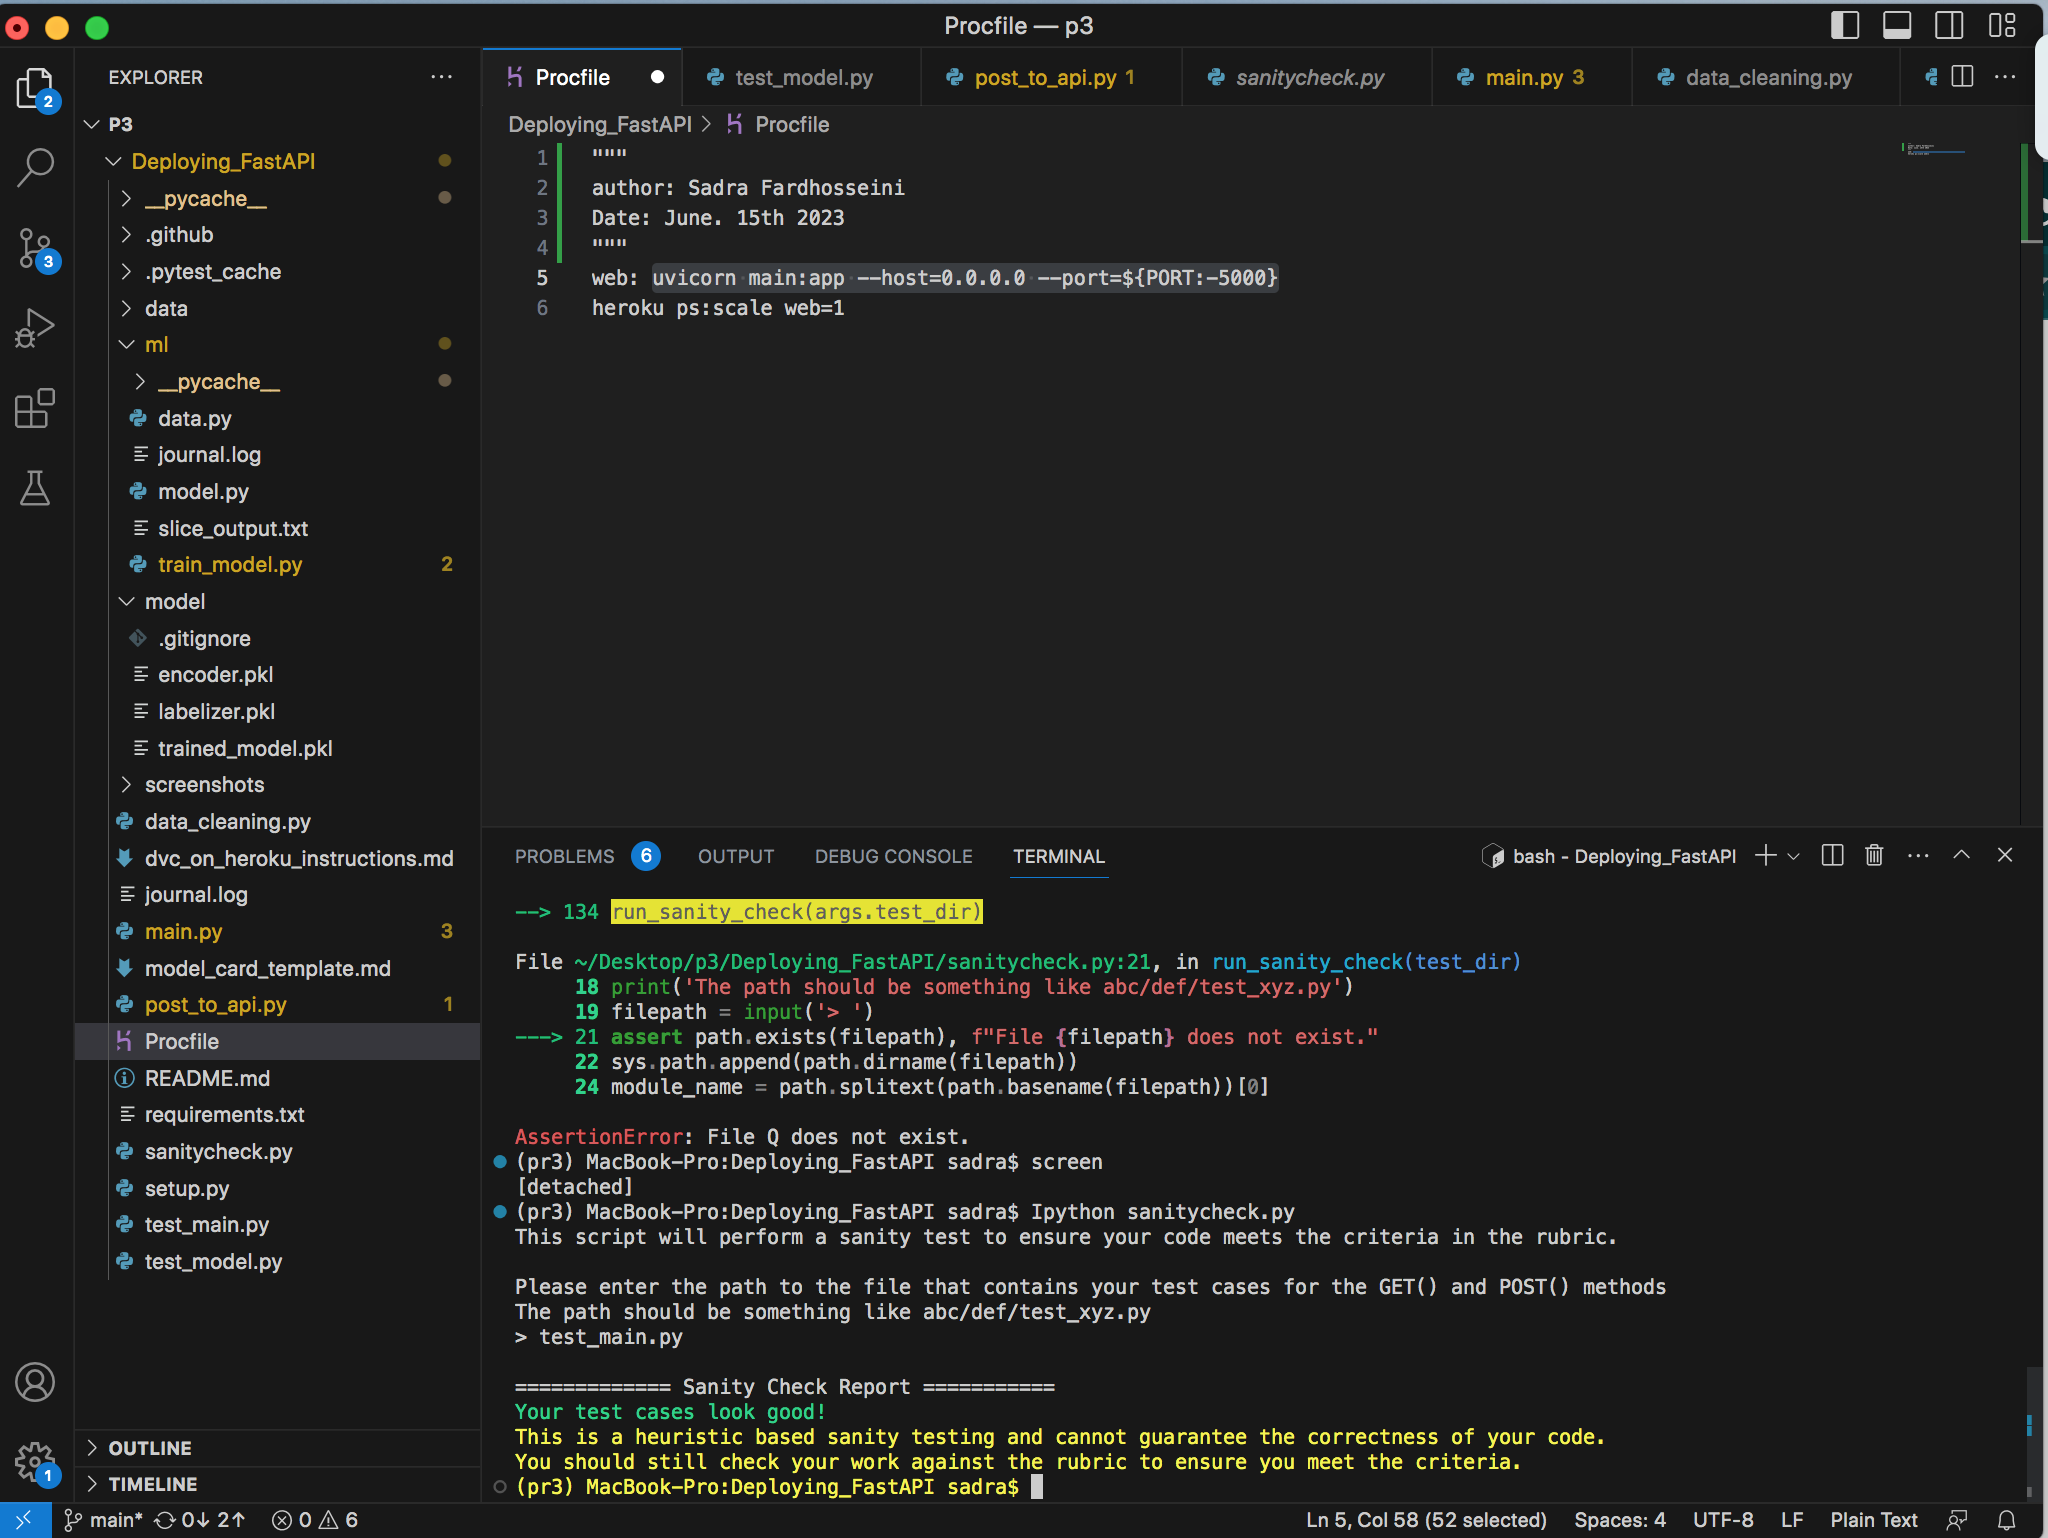 Procfile — p3
EXPLORER
P3
Deploying_FastAPI
__pycache__
.github
.pytest_cache
data
ml
__pycache__
data.py
journal.log
model.py
slice_output.txt
train_model.py 2
model
.gitignore
encoder.pkl
labelizer.pkl
trained_model.pkl
screenshots
data_cleaning.py
dvc_on_heroku_instructions.md
journal.log
main.py 3
model_card_template.md
post_to_api.py 1
Procfile
README.md
requirements.txt
sanitycheck.py
setup.py
test_main.py
test_model.py
OUTLINE
TIMELINE
2
3
1
Procfile test_model.py post_to_api.py 1 sanitycheck.py main.py 3 data_cleaning.py
Deploying_FastAPI > Procfile
1 """
2 author: Sadra Fardhosseini
3 Date: June. 15th 2023
4 """
5 web: uvicorn main:app --host=0.0.0.0 --port=${PORT:-5000}
6 heroku ps:scale web=1
PROBLEMS 6 OUTPUT DEBUG CONSOLE TERMINAL bash - Deploying_FastAPI
--> 134 run_sanity_check(args.test_dir)
File ~/Desktop/p3/Deploying_FastAPI/sanitycheck.py:21, in run_sanity_check(test_dir)
18 print('The path should be something like abc/def/test_xyz.py')
19 filepath = input('> ')
---> 21 assert path.exists(filepath), f"File {filepath} does not exist."
22 sys.path.append(path.dirname(filepath))
24 module_name = path.splitext(path.basename(filepath))[0]
AssertionError: File Q does not exist.
(pr3) MacBook-Pro:Deploying_FastAPI sadra$ screen
[detached]
(pr3) MacBook-Pro:Deploying_FastAPI sadra$ Ipython sanitycheck.py
This script will perform a sanity test to ensure your code meets the criteria in the rubric.
Please enter the path to the file that contains your test cases for the GET() and POST() methods
The path should be something like abc/def/test_xyz.py
> test_main.py
============= Sanity Check Report ===========
Your test cases look good!
This is a heuristic based sanity testing and cannot guarantee the correctness of your code.
You should still check your work against the rubric to ensure you meet the criteria.
(pr3) MacBook-Pro:Deploying_FastAPI sadra$
main* 0↓ 2↑ 0 6 Ln 5, Col 58 (52 selected) Spaces: 4 UTF-8 LF Plain Text